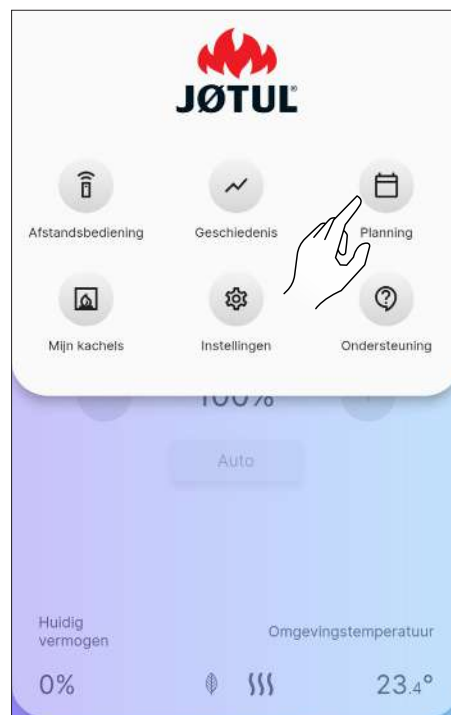 JØTUL®
Afstandsbediening Geschiedenis Planning
Mijn kachels Instellingen Ondersteuning
100%
Auto
Huidig vermogen Omgevingstemperatuur
0% 23.4°